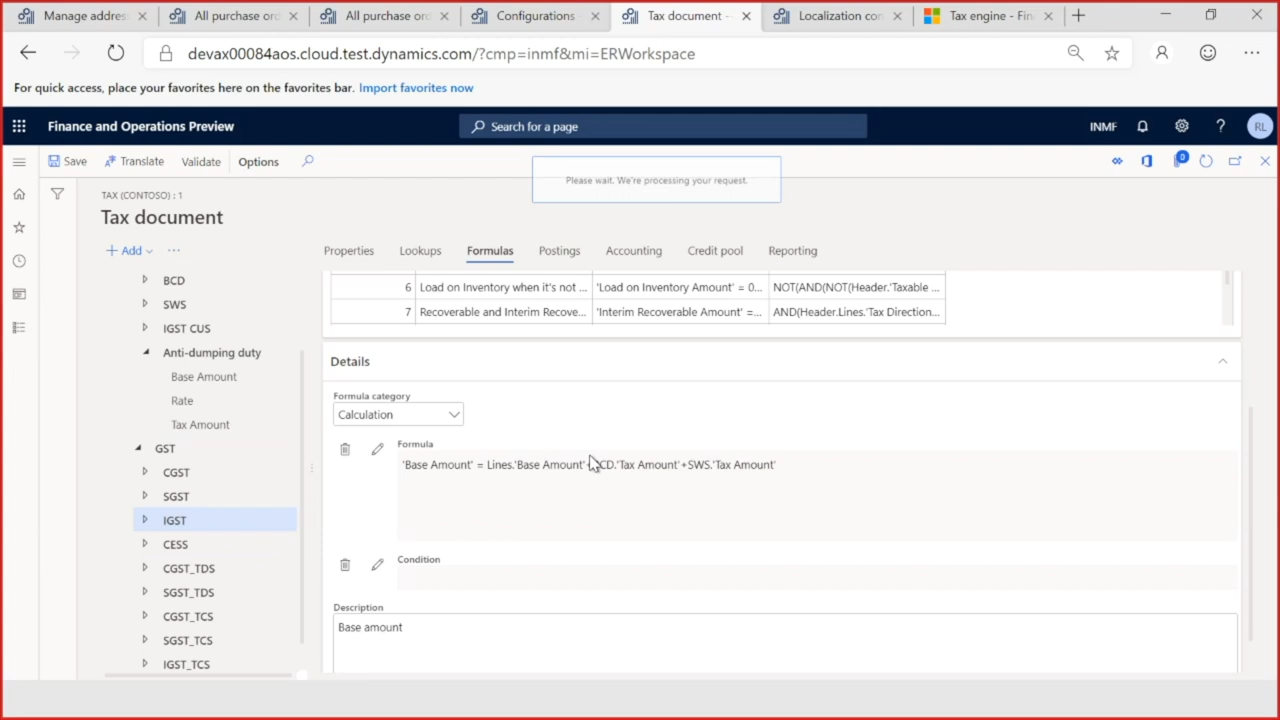 Manage addres
All purchase ord
All purchase ord
Configurations -
Tax document --
Localization con
Tax engine - Fin
devax00084aos.cloud.test.dynamics.com/?cmp=inmf&mi=ERWorkspace
For quick access, place your favorites here on the favorites bar. Import favorites now
Finance and Operations Preview
Search for a page
INMF
?
RL
Save
Translate
Validate
Options
0
Please wait. We're processing your request.
TAX (CONTOSO) : 1
Tax document
Add
Properties
Lookups
Formulas
Postings
Accounting
Credit pool
Reporting
BCD
SWS
IGST CUS
Anti-dumping duty
Base Amount
Rate
Tax Amount
GST
CGST
SGST
IGST
CESS
CGST_TDS
SGST_TDS
CGST_TCS
SGST_TCS
IGST_TCS
6 Load on Inventory when it's not ... 'Load on Inventory Amount' = 0... NOT(AND(NOT(Header.'Taxable ...
7 Recoverable and Interim Recove... 'Interim Recoverable Amount' =... AND(Header.Lines.'Tax Direction...
Details
Formula category
Calculation
Formula
'Base Amount' = Lines.'Base Amount' CD.'Tax Amount'+SWS.'Tax Amount'
Condition
Description
Base amount